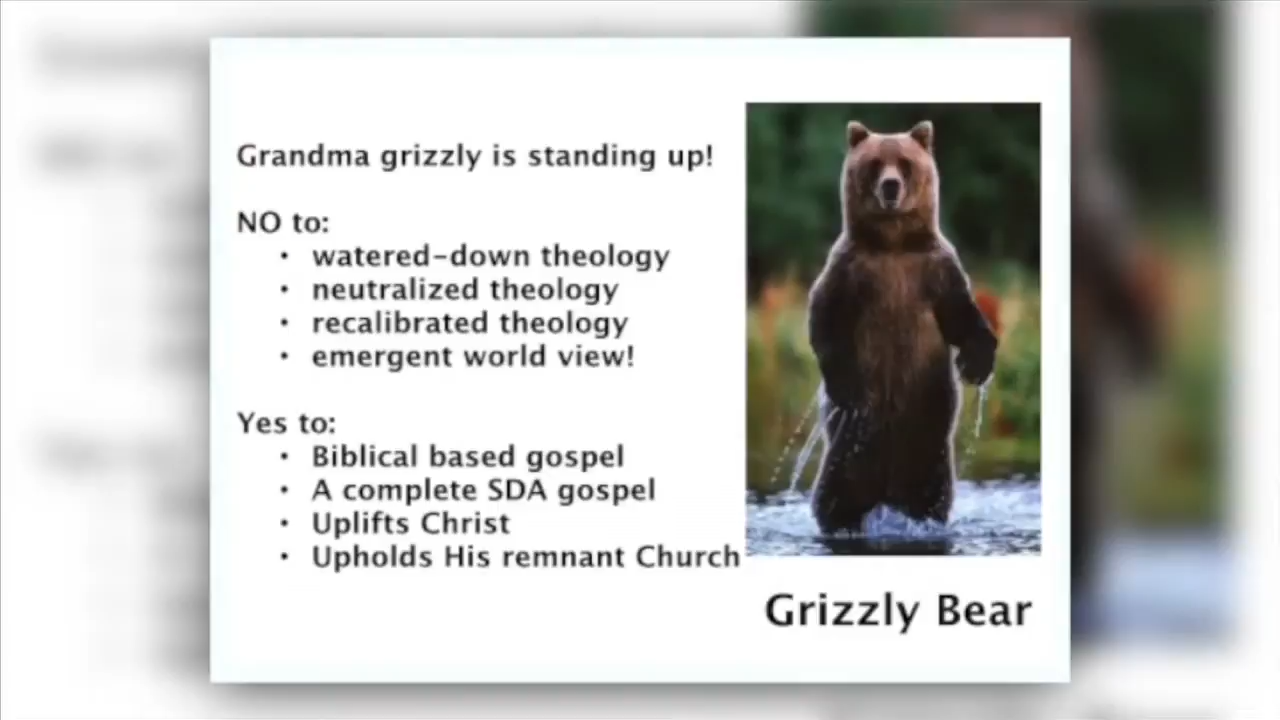 Grandma grizzly is standing up!
NO to:
• watered-down theology
• neutralized theology
• recalibrated theology
• emergent world view!
Yes to:
• Biblical based gospel
• A complete SDA gospel
• Uplifts Christ
• Upholds His remnant Church
Grizzly Bear